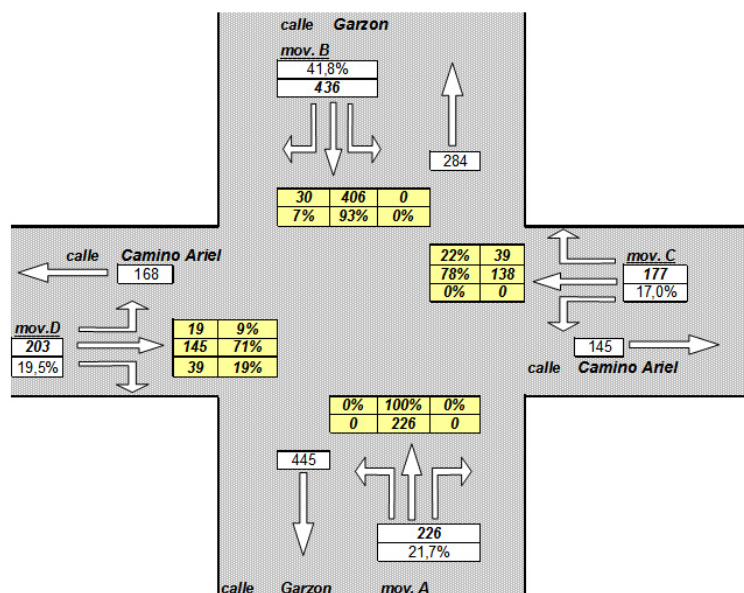 calle Garzon
mov. B
41,8%
436
284
30 406 0
7% 93% 0%
calle Camino Ariel
168
22% 39
78% 138
0% 0
mov. C
177
17,0%
mov.D
203
19,5%
19 9%
145 71%
39 19%
145
calle Camino Ariel
0% 100% 0%
0 226 0
445
226
21,7%
calle Garzon mov. A